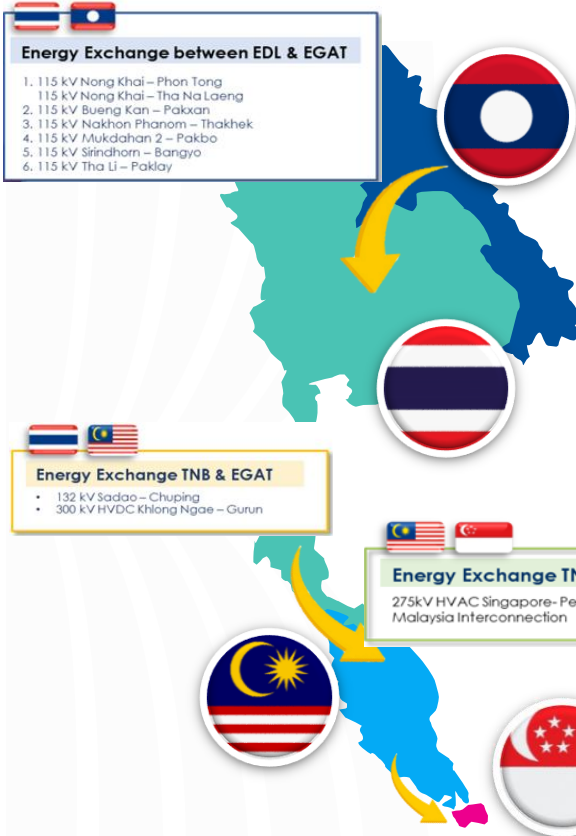 Energy Exchange between EDL & EGAT
1. 115 kV Nong Khai – Phon Tong
115 kV Nong Khai – Tha Na Laeng
2. 115 kV Bueng Kan – Pakxan
3. 115 kV Nakhon Phanom – Thakhek
4. 115 kV Mukdahan 2 – Pakbo
5. 115 kV Sirindhorn – Bangyo
6. 115 kV Tha Li – Paklay
Energy Exchange TNB & EGAT
• 132 kV Sadao – Chuping
• 300 kV HVDC Khlong Ngae – Gurun
Energy Exchange
275kV HVAC Singapore-
Malaysia Interconnection